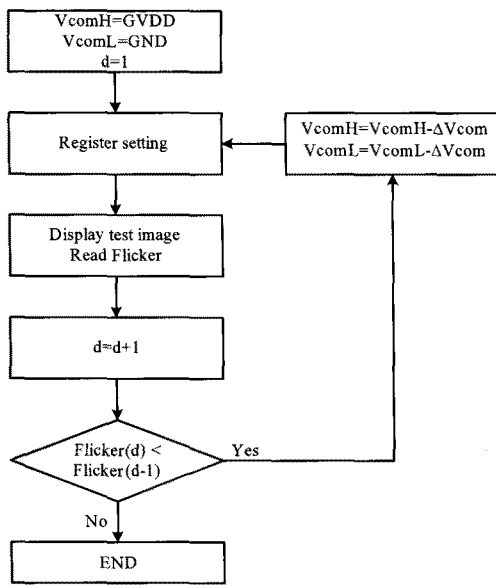 VcomH=GVDD
VcomL=GND
d=1
Register setting
VcomH=VcomH-ΔVcom
VcomL=VcomL-ΔVcom
Display test image
Read Flicker
d=d+1
Flicker(d) <
Flicker(d-1)
Yes
No
END